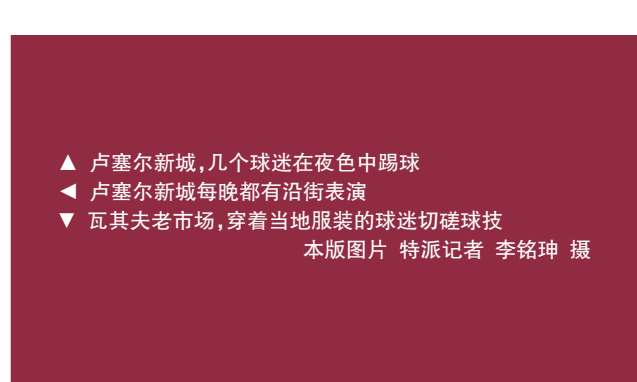 ▲ 卢塞尔新城,几个球迷在夜色中踢球
◀ 卢塞尔新城每晚都有沿街表演
▼ 瓦其夫老市场,穿着当地服装的球迷切磋球技
本版图片 特派记者 李铭珅 摄